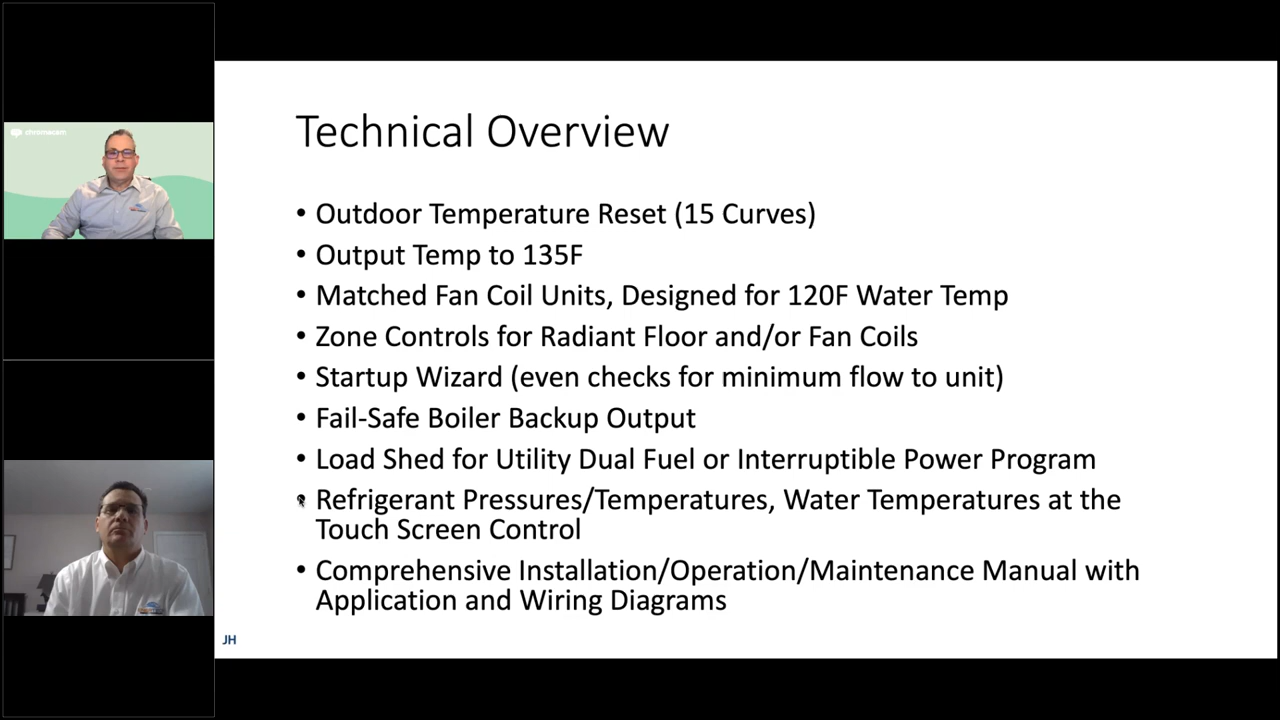 chromacam
Technical Overview
• Outdoor Temperature Reset (15 Curves)
• Output Temp to 135F
• Matched Fan Coil Units, Designed for 120F Water Temp
• Zone Controls for Radiant Floor and/or Fan Coils
• Startup Wizard (even checks for minimum flow to unit)
• Fail-Safe Boiler Backup Output
• Load Shed for Utility Dual Fuel or Interruptible Power Program
• Refrigerant Pressures/Temperatures, Water Temperatures at the
Touch Screen Control
• Comprehensive Installation/Operation/Maintenance Manual with
Application and Wiring Diagrams
JH